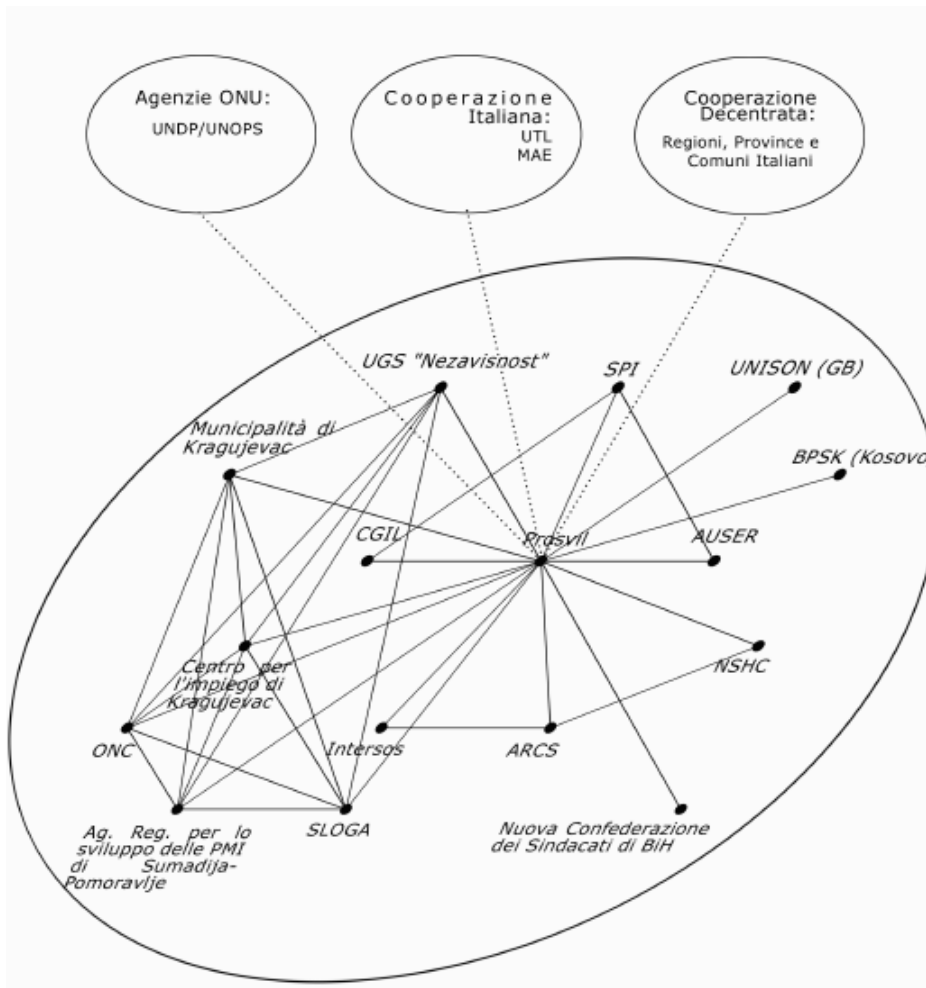 Agenzie ONU:
UNDP/UNOPS
Cooperazione
Italiana:
UTL
MAE
Cooperazione
Decentrata:
Regioni, Province e
Comuni Italiani
UGS "Nezavisnost"
SPI
UNISON (GB)
Municipalità di
Kragujevac
BPSK (Kosovo
CGIL
Prosvil
AUSER
Centro per
l'impiego di
Kragujevac
NSHC
ONC
Intersos
ARCS
Ag. Reg. per lo
sviluppo delle PMI
di Sumadija-
Pomoravlje
SLOGA
Nuova Confederazione
dei Sindacati di BiH